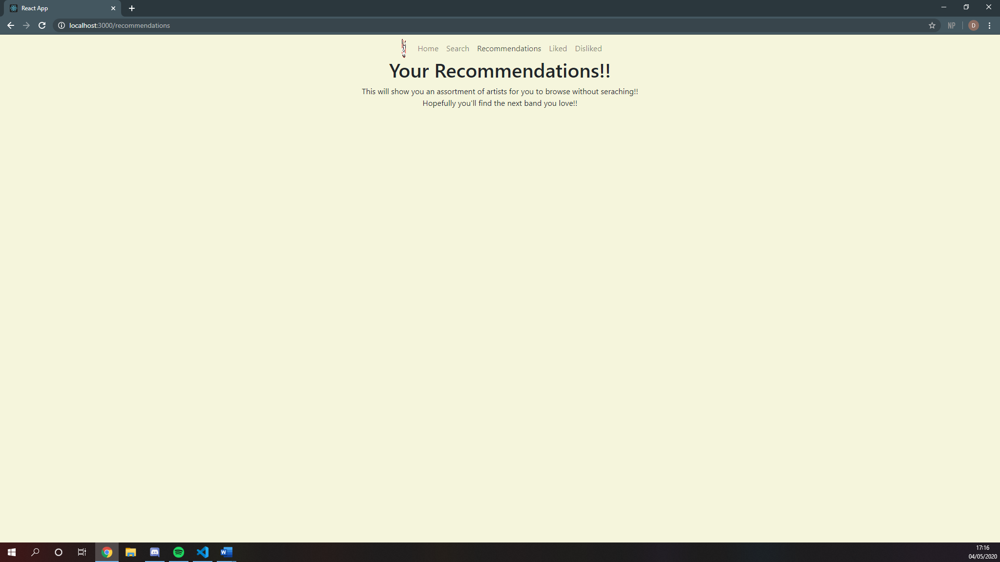 React App
localhost:3000/recommendations
NP
D
Home Search Recommendations Liked Disliked
Your Recommendations!!
This will show you an assortment of artists for you to browse without seraching!!
Hopefully you'll find the next band you love!!
W
17:16
04/05/2020